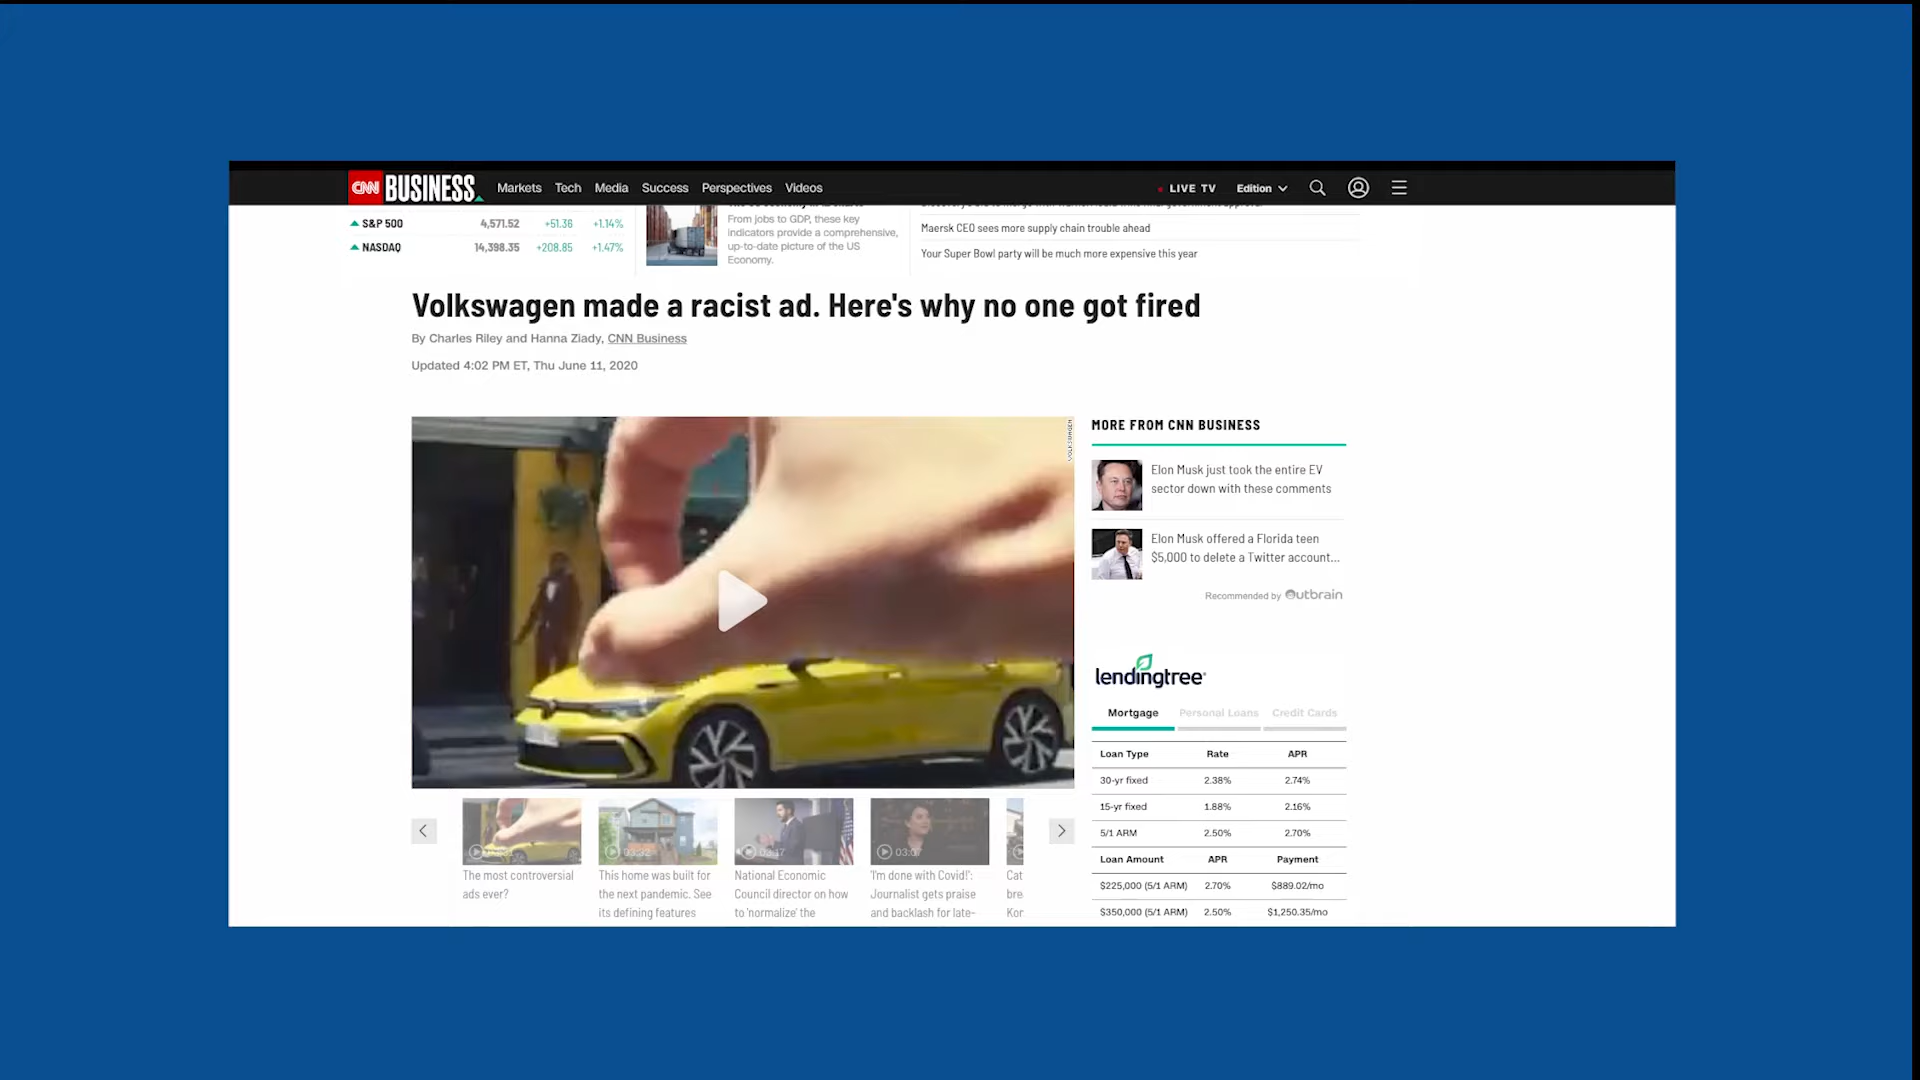 CNN BUSINESS Markets Tech Media Success Perspectives Videos LIVE TV Edition
S&P 500 4,571.52 +51.36 +1.14%
NASDAQ 14,398.35 +208.85 +1.47%
From jobs to GDP, these key
indicators provide a comprehensive,
up-to-date picture of the US
Economy.
Maersk CEO sees more supply chain trouble ahead
Your Super Bowl party will be much more expensive this year
Volkswagen made a racist ad. Here's why no one got fired
By Charles Riley and Hanna Ziady, CNN Business
Updated 4:02 PM ET, Thu June 11, 2020
VOLKSWAGEN
MORE FROM CNN BUSINESS
Elon Musk just took the entire EV
sector down with these comments
Elon Musk offered a Florida teen
$5,000 to delete a Twitter account...
Recommended by Outbrain
lendingtree
Mortgage Personal Loans Credit Cards
Loan Type Rate APR
30-yr fixed 2.38% 2.74%
15-yr fixed 1.88% 2.16%
5/1 ARM 2.50% 2.70%
Loan Amount APR Payment
$225,000 (5/1 ARM) 2.70% $889.02/mo
$350,000 (5/1 ARM) 2.50% $1,250.35/mo
The most controversial
ads ever?
03:32
This home was built for
the next pandemic. See
its defining features
03:17
National Economic
Council director on how
to 'normalize' the
'I'm done with Covid!':
Journalist gets praise
and backlash for late-
Cat
bre
Kor